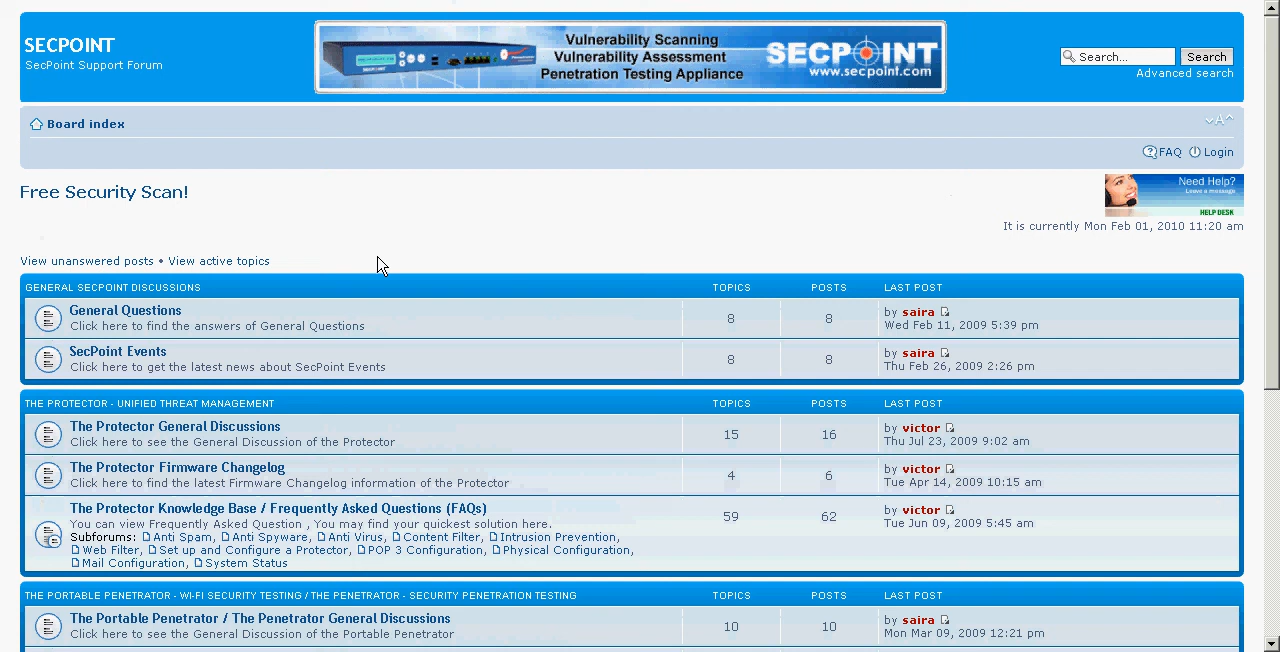 SECPOINT
SecPoint Support Forum
Vulnerability Scanning
Vulnerability Assessment
Penetration Testing Appliance
SECPOINT
www.secpoint.com
Search...
Search
Advanced search
Board index
A
FAQ Login
Free Security Scan!
Need Help?
Leave a message
HELP DESK
It is currently Mon Feb 01, 2010 11:20 am
View unanswered posts • View active topics
GENERAL SECPOINT DISCUSSIONS TOPICS POSTS LAST POST
General Questions
Click here to find the answers of General Questions
8 8
by saira
Wed Feb 11, 2009 5:39 pm
SecPoint Events
Click here to get the latest news about SecPoint Events
8 8
by saira
Thu Feb 26, 2009 2:26 pm
THE PROTECTOR - UNIFIED THREAT MANAGEMENT TOPICS POSTS LAST POST
The Protector General Discussions
Click here to see the General Discussion of the Protector
15 16
by victor
Thu Jul 23, 2009 9:02 am
The Protector Firmware Changelog
Click here to find the latest Firmware Changelog information of the Protector
4 6
by victor
Tue Apr 14, 2009 10:15 am
The Protector Knowledge Base / Frequently Asked Questions (FAQs)
You can view Frequently Asked Question , You may find your quickest solution here.
Subforums: Anti Spam, Anti Spyware, Anti Virus, Content Filter, Intrusion Prevention,
Web Filter, Set up and Configure a Protector, POP 3 Configuration, Physical Configuration,
Mail Configuration, System Status
59 62
by victor
Tue Jun 09, 2009 5:45 am
THE PORTABLE PENETRATOR - WI-FI SECURITY TESTING / THE PENETRATOR - SECURITY PENETRATION TESTING TOPICS POSTS LAST POST
The Portable Penetrator / The Penetrator General Discussions
Click here to see the General Discussion of the Portable Penetrator
10 10
by saira
Mon Mar 09, 2009 12:21 pm